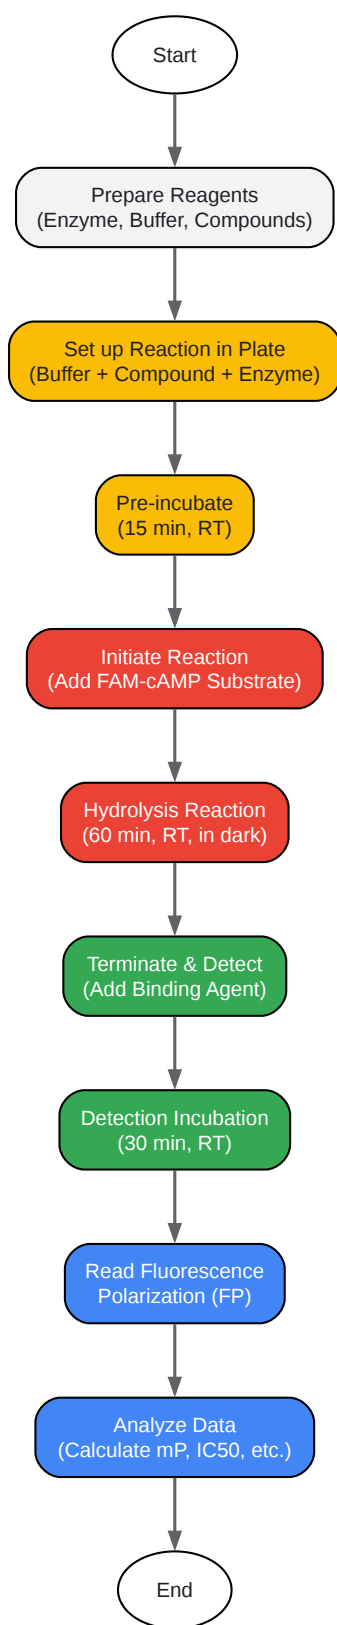 Start
Prepare Reagents
(Enzyme, Buffer, Compounds)
Set up Reaction in Plate
(Buffer + Compound + Enzyme)
Pre-incubate
(15 min, RT)
Initiate Reaction
(Add FAM-cAMP Substrate)
Hydrolysis Reaction
(60 min, RT, in dark)
Terminate & Detect
(Add Binding Agent)
Detection Incubation
(30 min, RT)
Read Fluorescence
Polarization (FP)
Analyze Data
(Calculate mP, IC50, etc.)
End